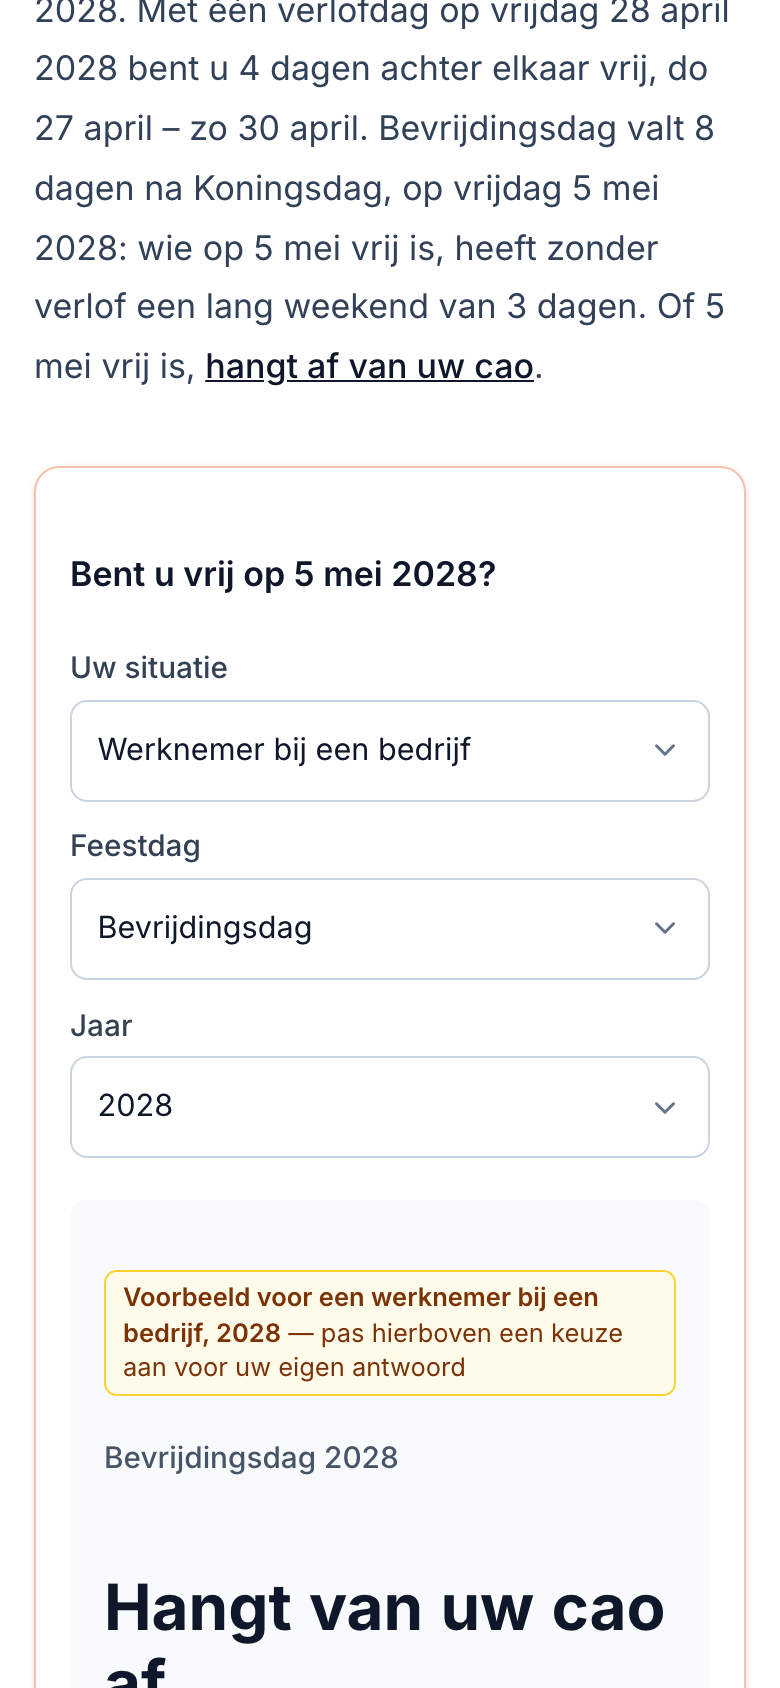 2028. Met één verlofdag op vrijdag 28 april
2028 bent u 4 dagen achter elkaar vrij, do
27 april – zo 30 april. Bevrijdingsdag valt 8
dagen na Koningsdag, op vrijdag 5 mei
2028: wie op 5 mei vrij is, heeft zonder
verlof een lang weekend van 3 dagen. Of 5
mei vrij is, hangt af van uw cao.
Bent u vrij op 5 mei 2028?
Uw situatie
Werknemer bij een bedrijf
Feestdag
Bevrijdingsdag
Jaar
2028
Voorbeeld voor een werknemer bij een
bedrijf, 2028 — pas hierboven een keuze
aan voor uw eigen antwoord
Bevrijdingsdag 2028
Hangt van uw cao
af